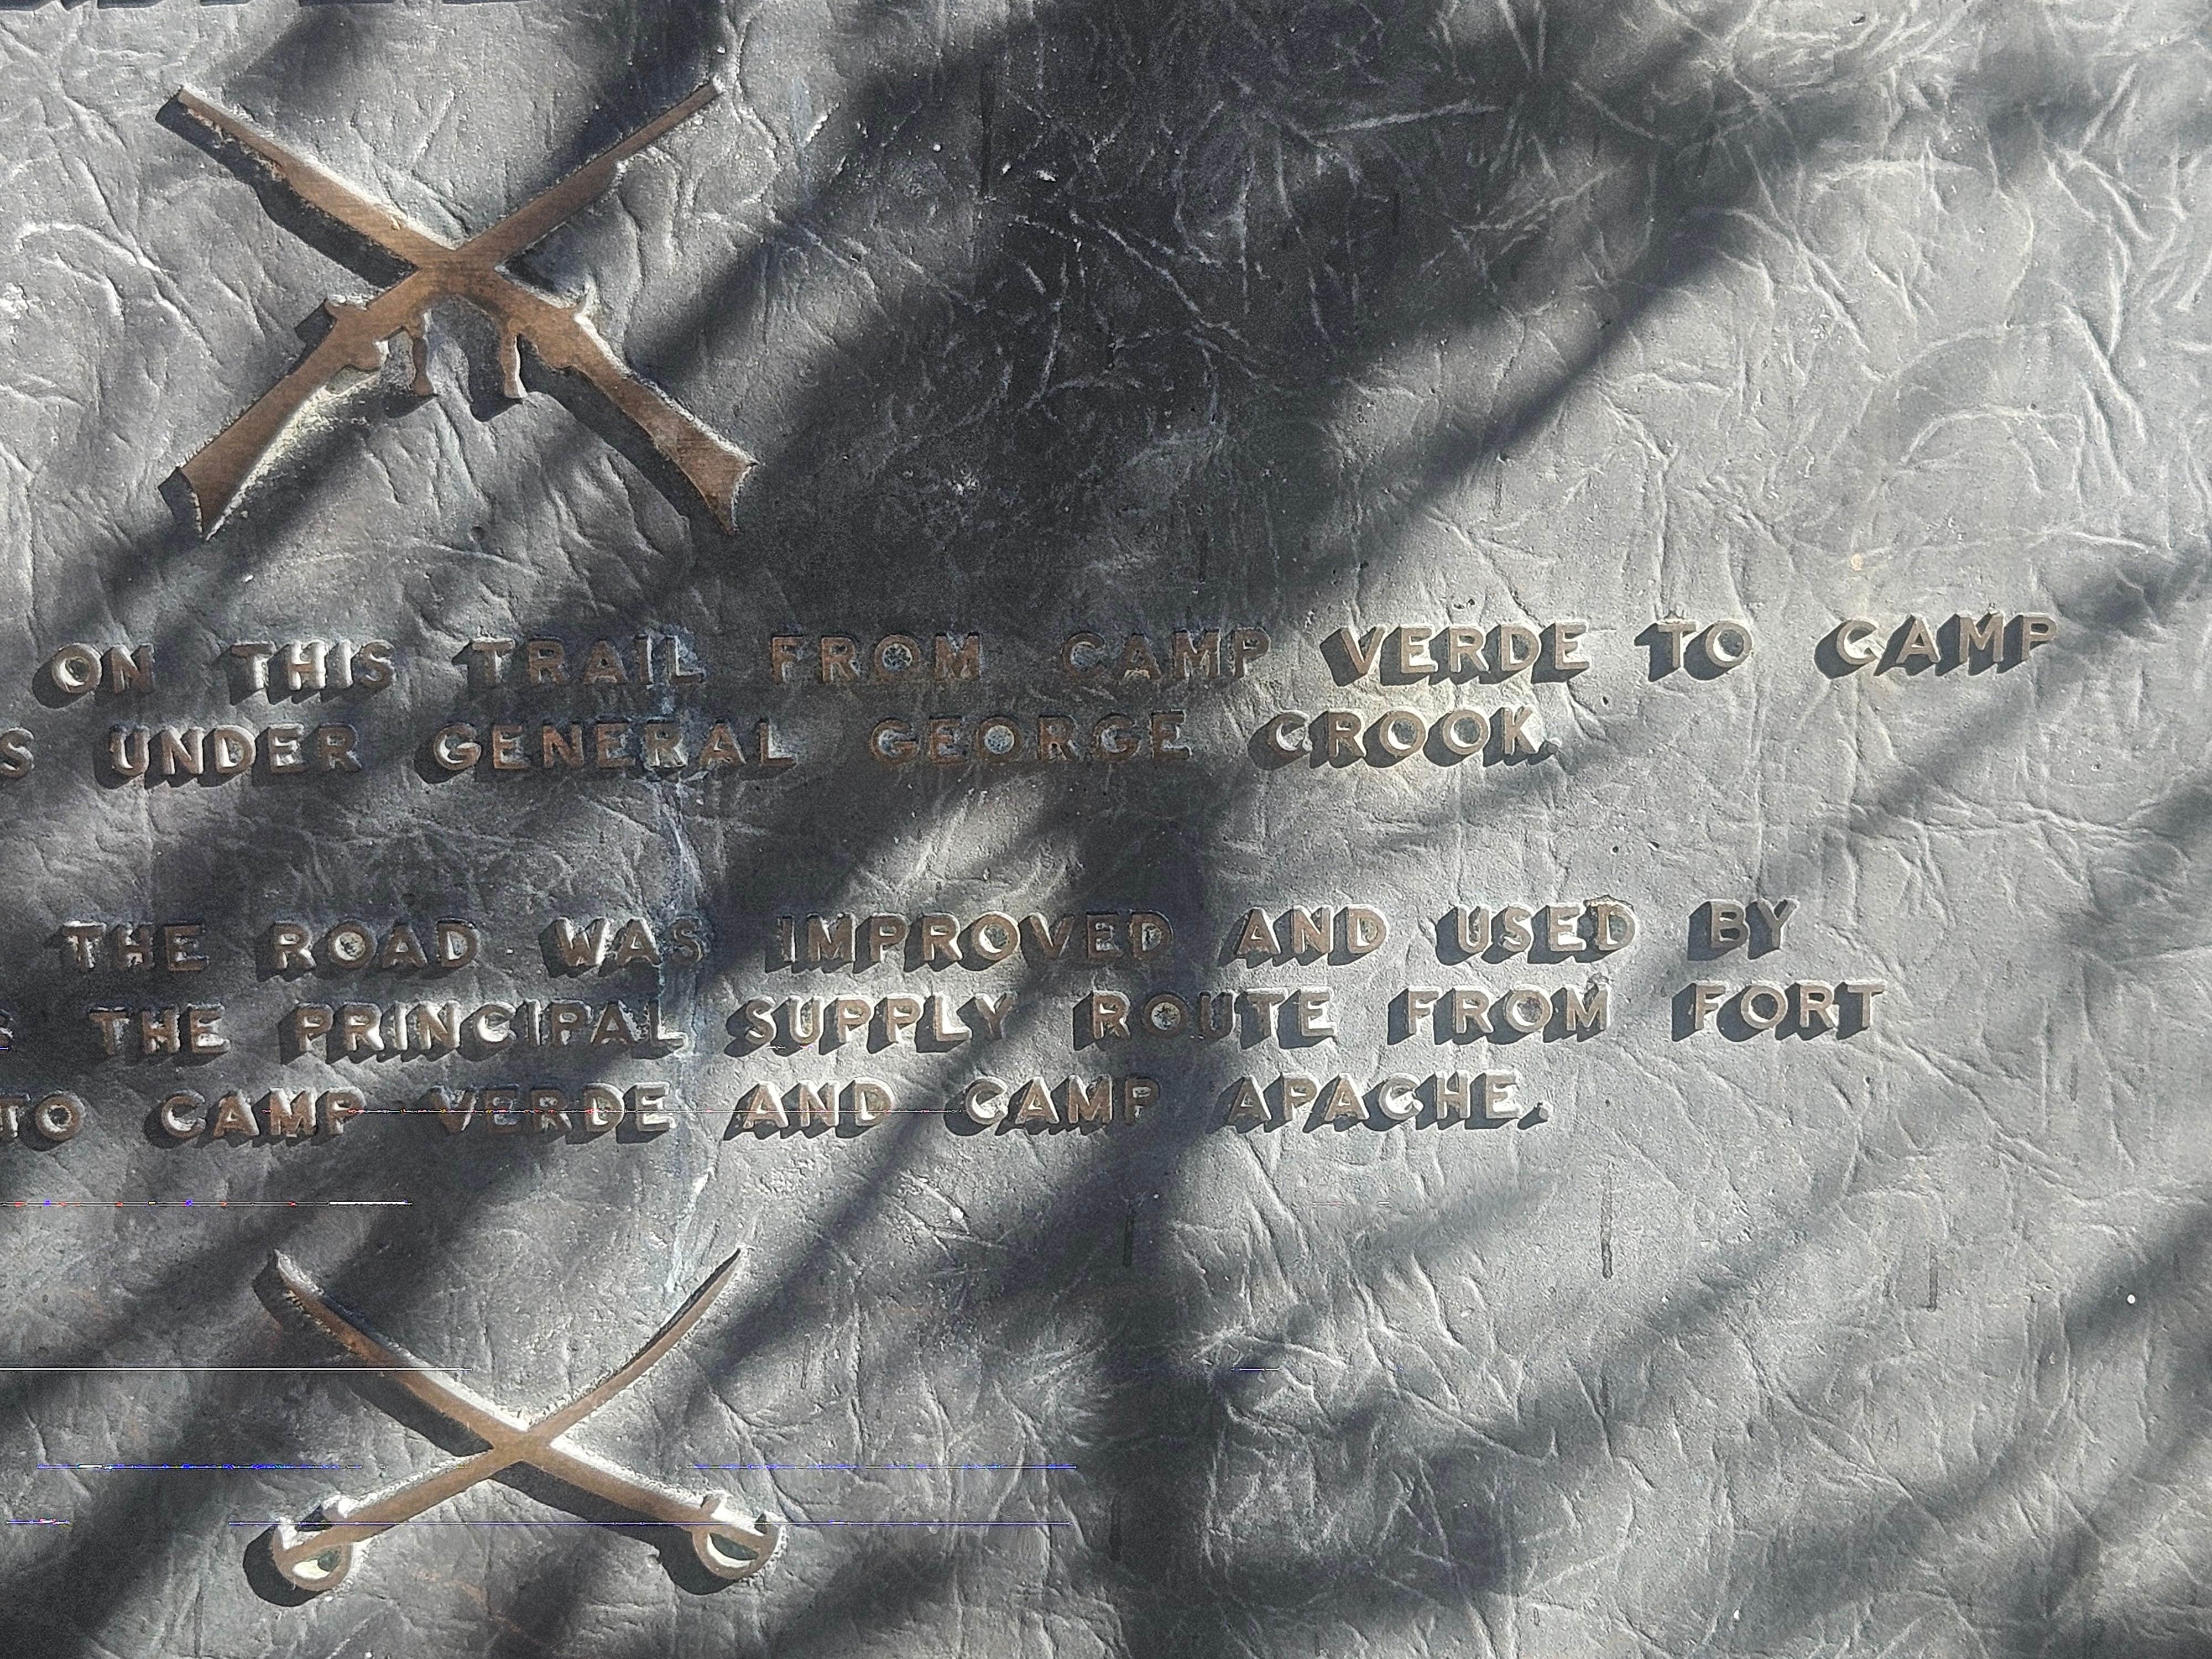 ON THIS TRAIL FROM CAMP VERDE TO CAMP
S UNDER GENERAL GEORGE CROOK.
THE ROAD WAS IMPROVED AND USED BY
S THE PRINCIPAL SUPPLY ROUTE FROM FORT
TO CAMP VERDE AND CAMP APACHE.